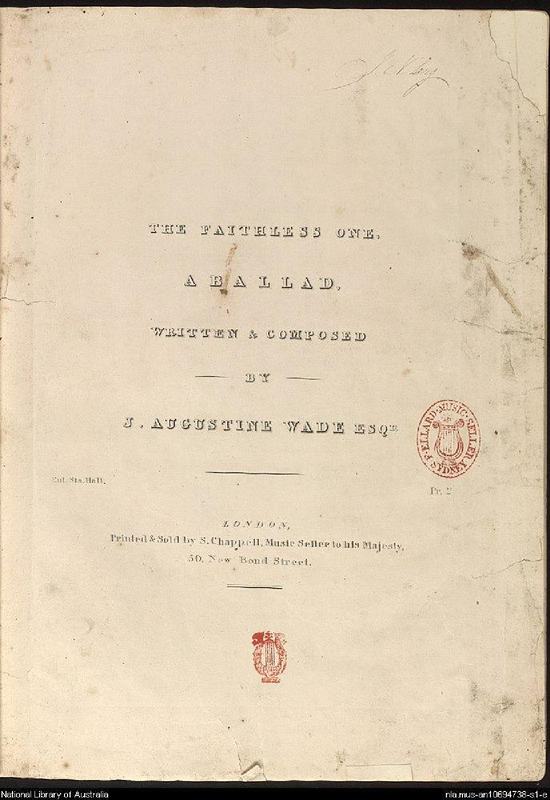 THE FAITHLESS ONE,
A BALLAD,
WRITTEN & COMPOSED
BY
J. AUGUSTINE WADE ESQR
F. ELLARD·MUSIC·SELLER
SYDNEY
Ent. Sta. Hall.
Pr. 2
LONDON,
Printed & Sold by S. Chappell, Music Seller to his Majesty,
50, New Bond Street.
National Library of Australia
nla.mus-an10694738-s1-e